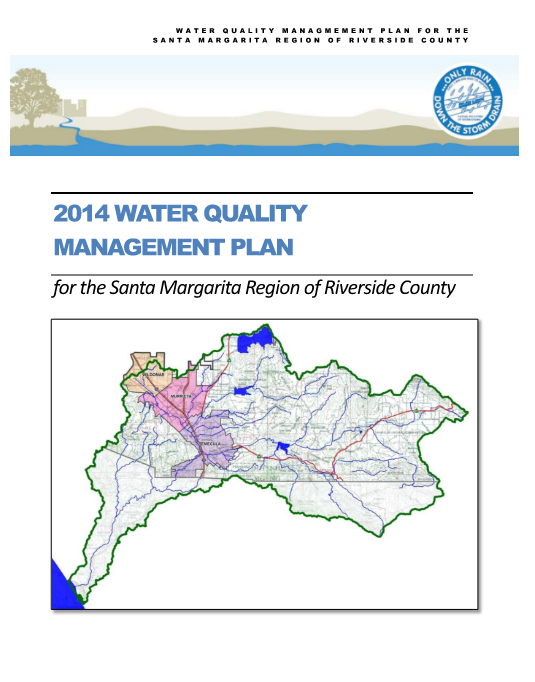 WATER QUALITY MANAGMEMENT PLAN FOR THE
SANTA MARGARITA REGION OF RIVERSIDE COUNTY
ONLY RAIN
DOWN THE STORM DRAIN
2014 WATER QUALITY
MANAGEMENT PLAN
for the Santa Margarita Region of Riverside County
WILDOMAR
MURRIETA
TEMECULA